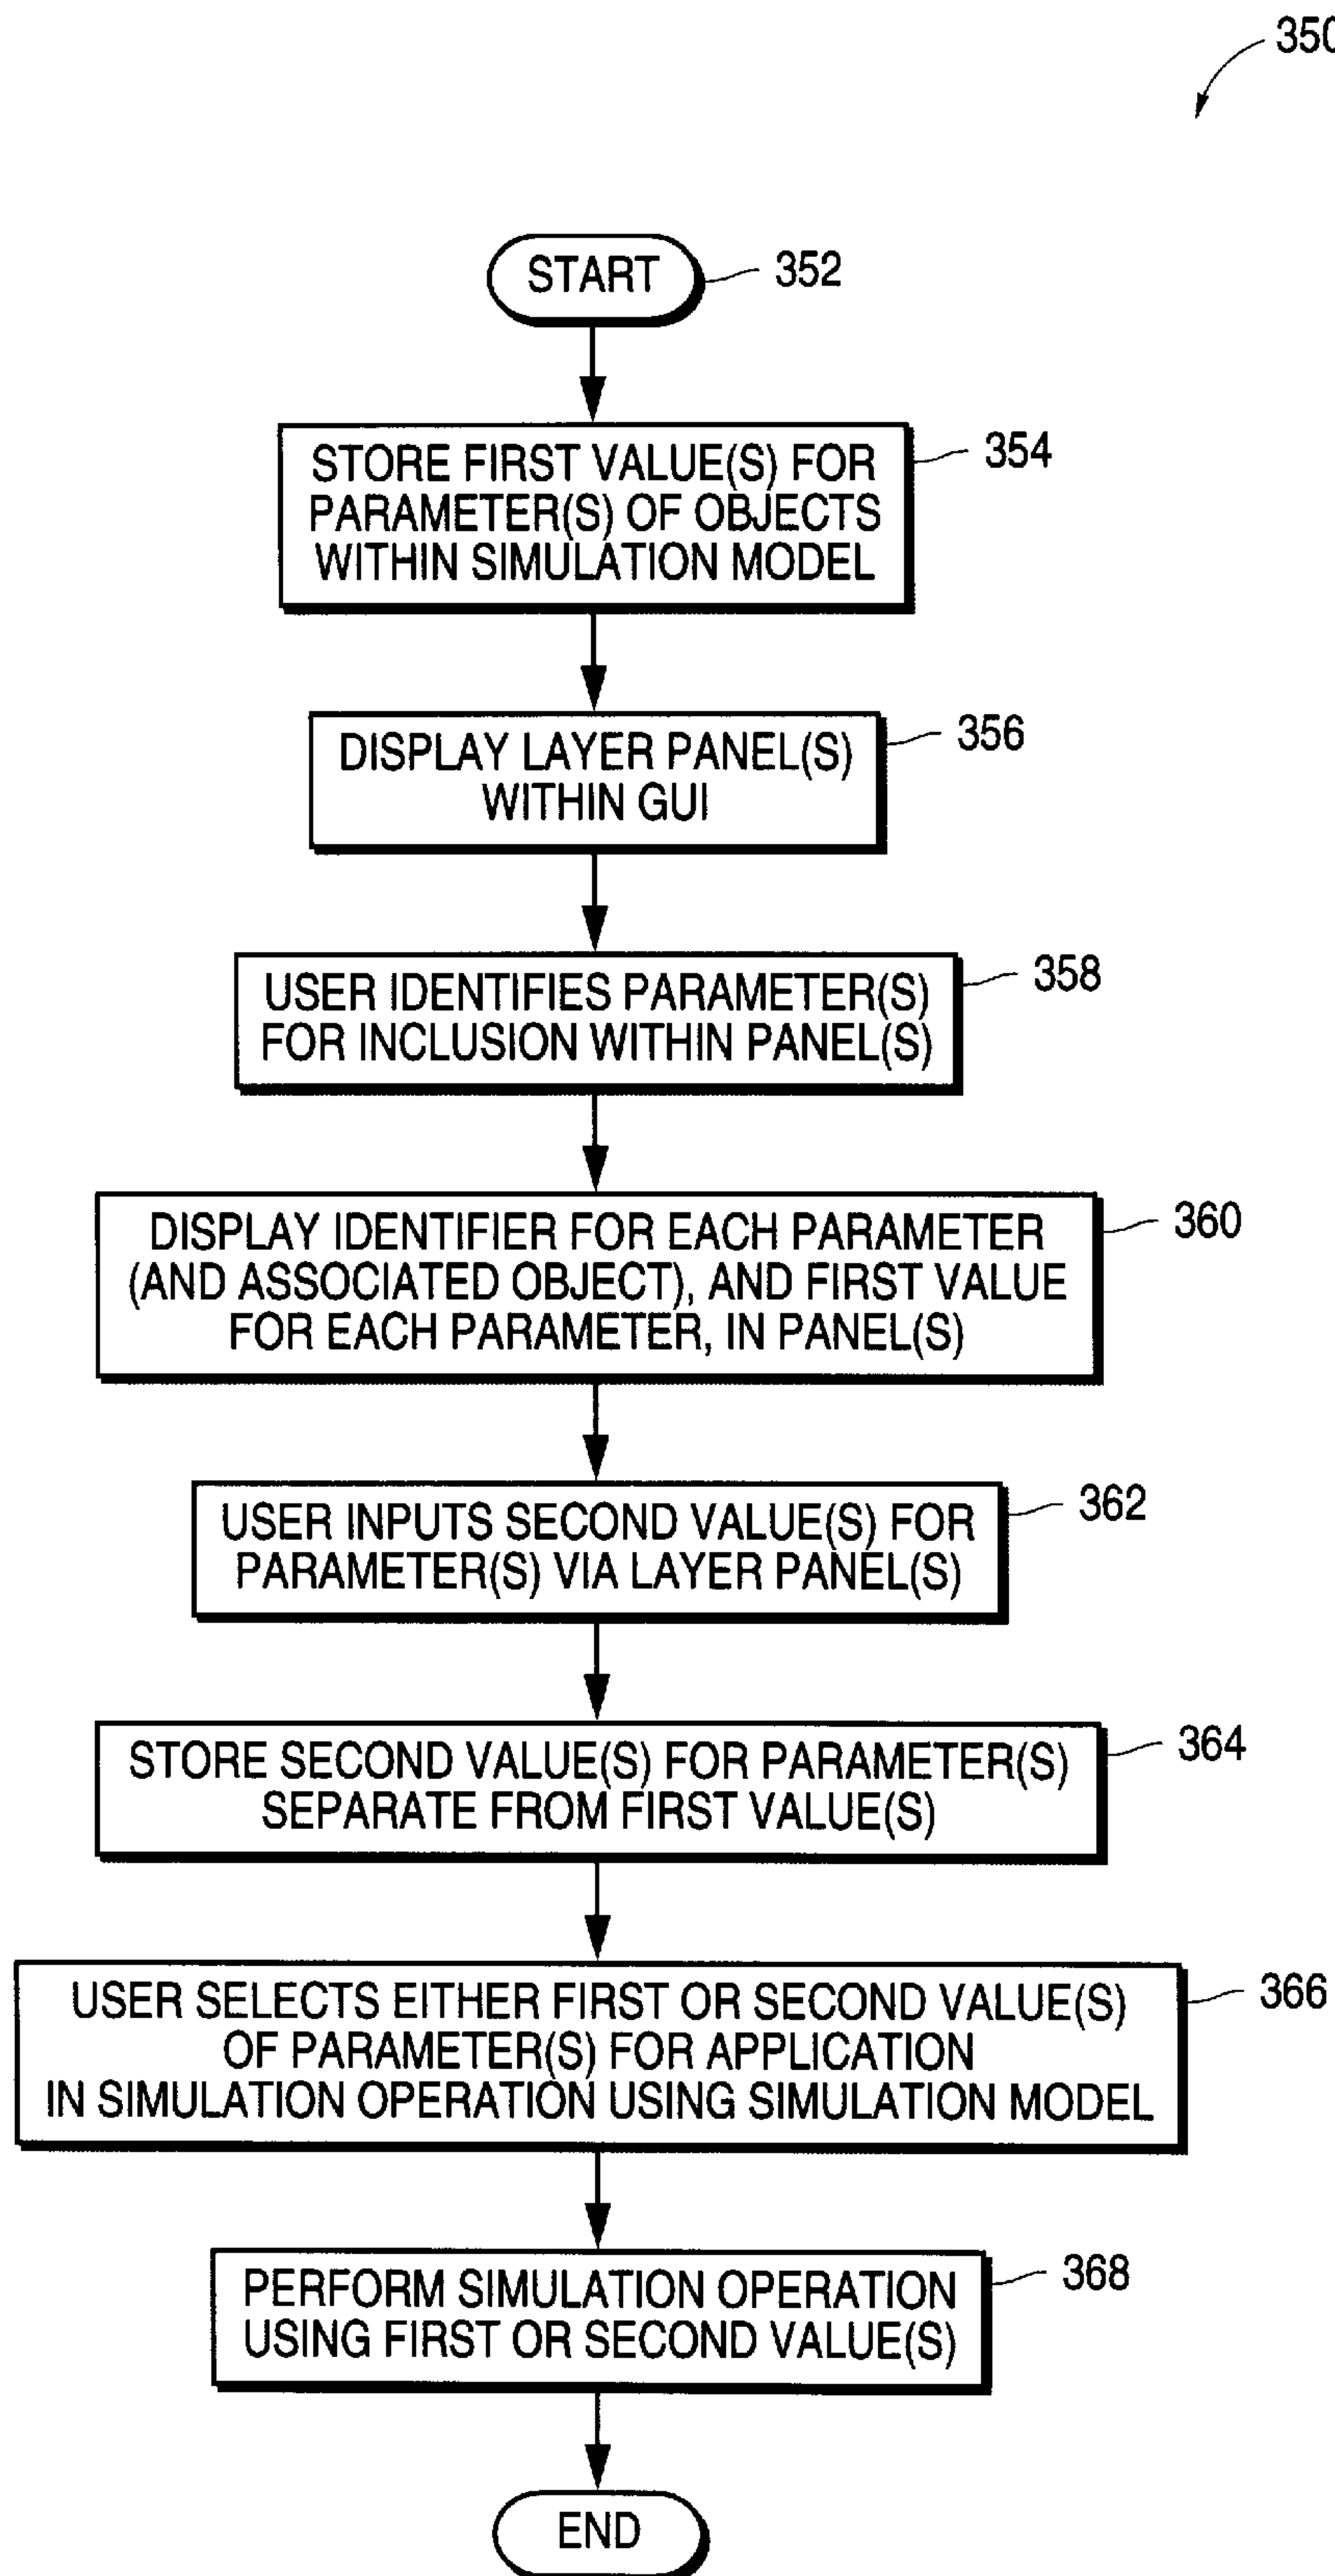 350
START
352
STORE FIRST VALUE(S) FOR
PARAMETER(S) OF OBJECTS
WITHIN SIMULATION MODEL
354
DISPLAY LAYER PANEL(S)
WITHIN GUI
356
USER IDENTIFIES PARAMETER(S)
FOR INCLUSION WITHIN PANEL(S)
358
DISPLAY IDENTIFIER FOR EACH PARAMETER
(AND ASSOCIATED OBJECT), AND FIRST VALUE
FOR EACH PARAMETER, IN PANEL(S)
360
USER INPUTS SECOND VALUE(S) FOR
PARAMETER(S) VIA LAYER PANEL(S)
362
STORE SECOND VALUE(S) FOR PARAMETER(S)
SEPARATE FROM FIRST VALUE(S)
364
USER SELECTS EITHER FIRST OR SECOND VALUE(S)
OF PARAMETER(S) FOR APPLICATION
IN SIMULATION OPERATION USING SIMULATION MODEL
366
PERFORM SIMULATION OPERATION
USING FIRST OR SECOND VALUE(S)
368
END